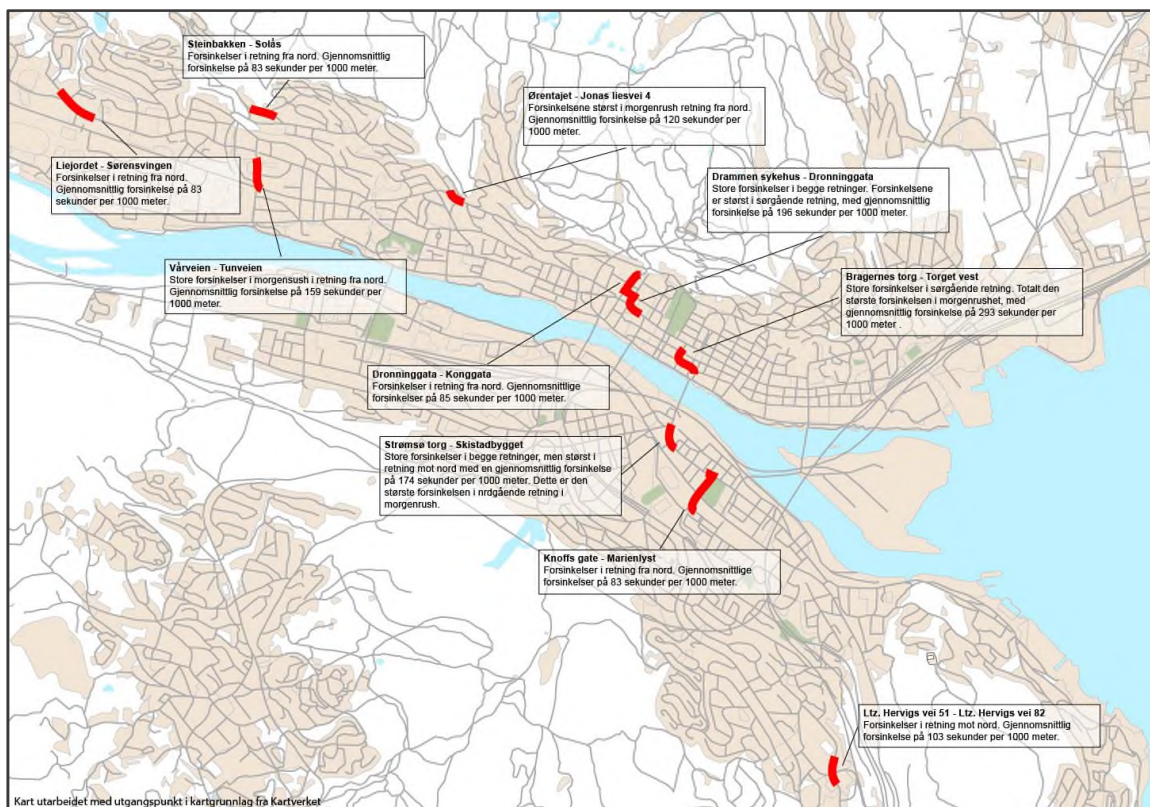 Steinbakken - Solås
Forsinkelser i retning fra nord. Gjennomsnittlig
forsinkelse på 83 sekunder per 1000 meter.
Ørentajet - Jonas liesvei 4
Forsinkelsene størst i morgenrush retning fra nord.
Gjennomsnittlig forsinkelse på 120 sekunder per
1000 meter.
Liejordet - Sørensvingen
Forsinkelser i retning fra nord.
Gjennomsnittlig forsinkelse på 83
sekunder per 1000 meter.
Drammen sykehus - Dronninggata
Store forsinkelser i begge retninger. Forsinkelsene
er størst i sørgående retning, med gjennomsnittlig
forsinkelse på 196 sekunder per 1000 meter.
Vårveien - Tunveien
Store forsinkelser i morgensush i retning fra nord.
Gjennomsnittlig forsinkelse på 159 sekunder per
1000 meter.
Bragernes torg - Torget vest
Store forsinkelser i sørgående retning. Totalt den
største forsinkelsen i morgenrushet, med
gjennomsnittlig forsinkelse på 293 sekunder per
1000 meter .
Dronninggata - Konggata
Forsinkelser i retning fra nord. Gjennomsnittlige
forsinkelser på 85 sekunder per 1000 meter.
Strømsø torg - Skistadbygget
Store forsinkelser i begge retninger, men størst i
retning mot nord med en gjennomsnittlig forsinkelse
på 174 sekunder per 1000 meter. Dette er den
største forsinkelsen i nrdgående retning i
morgenrush.
Knoffs gate - Marienlyst
Forsinkelser i retning fra nord. Gjennomsnittlige
forsinkelser på 83 sekunder per 1000 meter.
Ltz. Hervigs vei 51 - Ltz. Hervigs vei 82
Forsinkelser i retning mot nord. Gjennomsnittlig
forsinkelse på 103 sekunder per 1000 meter.
Kart utarbeidet med utgangspunkt i kartgrunnlag fra Kartverket